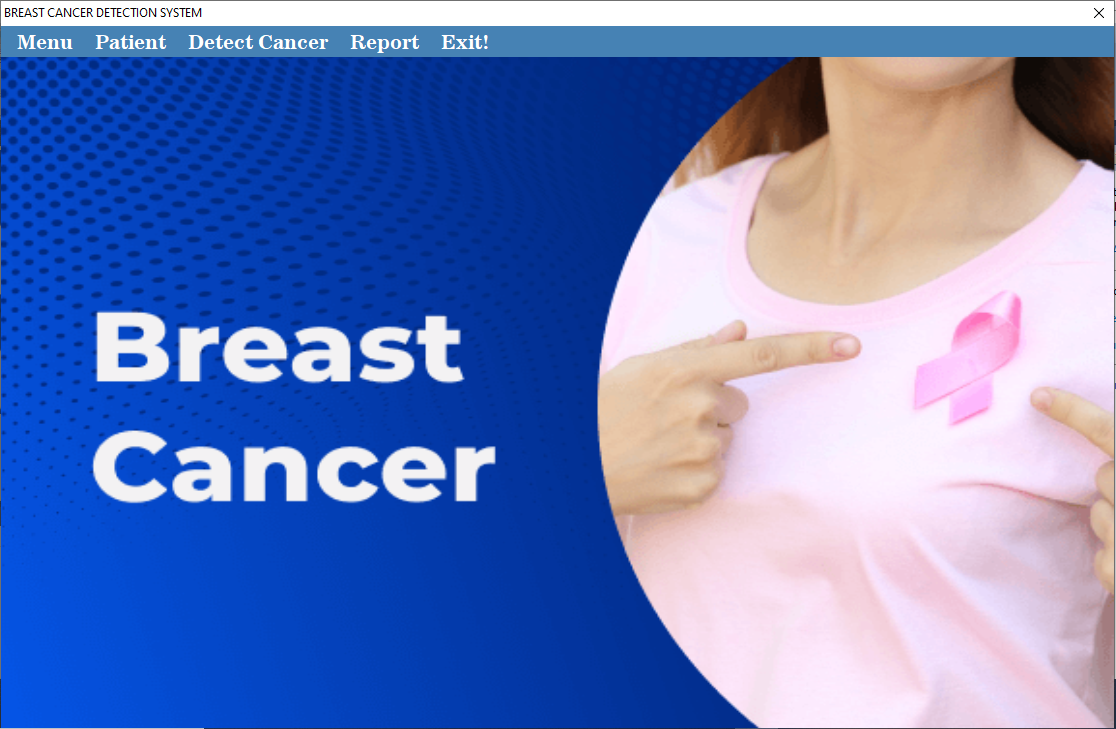 BREAST CANCER DETECTION SYSTEM
Menu Patient Detect Cancer Report Exit!
Breast
Cancer